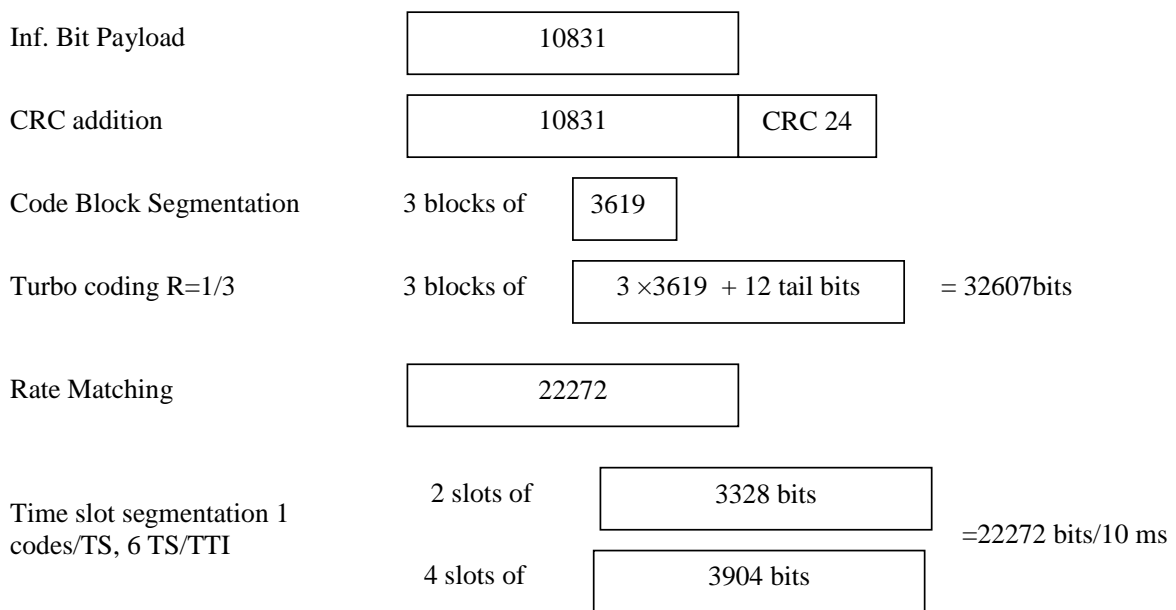 Inf. Bit Payload 10831
CRC addition 10831 CRC 24
Code Block Segmentation 3 blocks of 3619
Turbo coding R=1/3 3 blocks of 3 ×3619 + 12 tail bits = 32607bits
Rate Matching 22272
2 slots of 3328 bits
Time slot segmentation 1
codes/TS, 6 TS/TTI
=22272 bits/10 ms
4 slots of 3904 bits